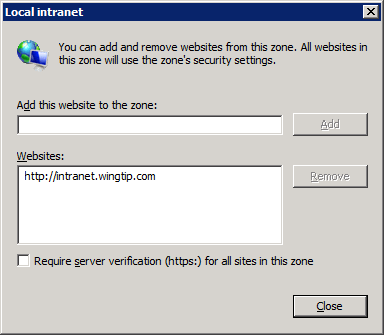 Local intranet
You can add and remove websites from this zone. All websites in
this zone will use the zone's security settings.
Add this website to the zone:
Add
Websites:
http://intranet.wingtip.com
Remove
Require server verification (https:) for all sites in this zone
Close